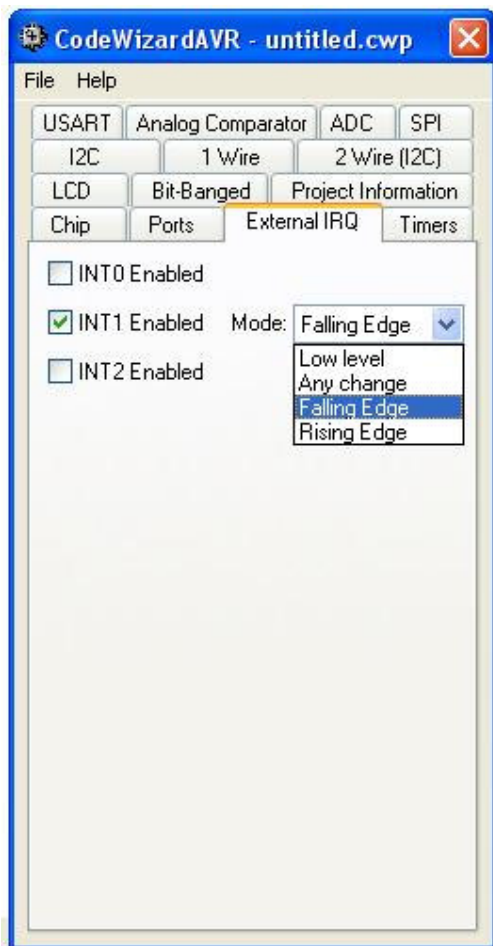 CodeWizardAVR - untitled.cwp
File Help
USART Analog Comparator ADC SPI
I2C 1 Wire 2 Wire (I2C)
LCD Bit-Banged Project Information
Chip Ports External IRQ Timers
INT0 Enabled
INT1 Enabled Mode: Falling Edge
INT2 Enabled
Low level
Any change
Falling Edge
Rising Edge